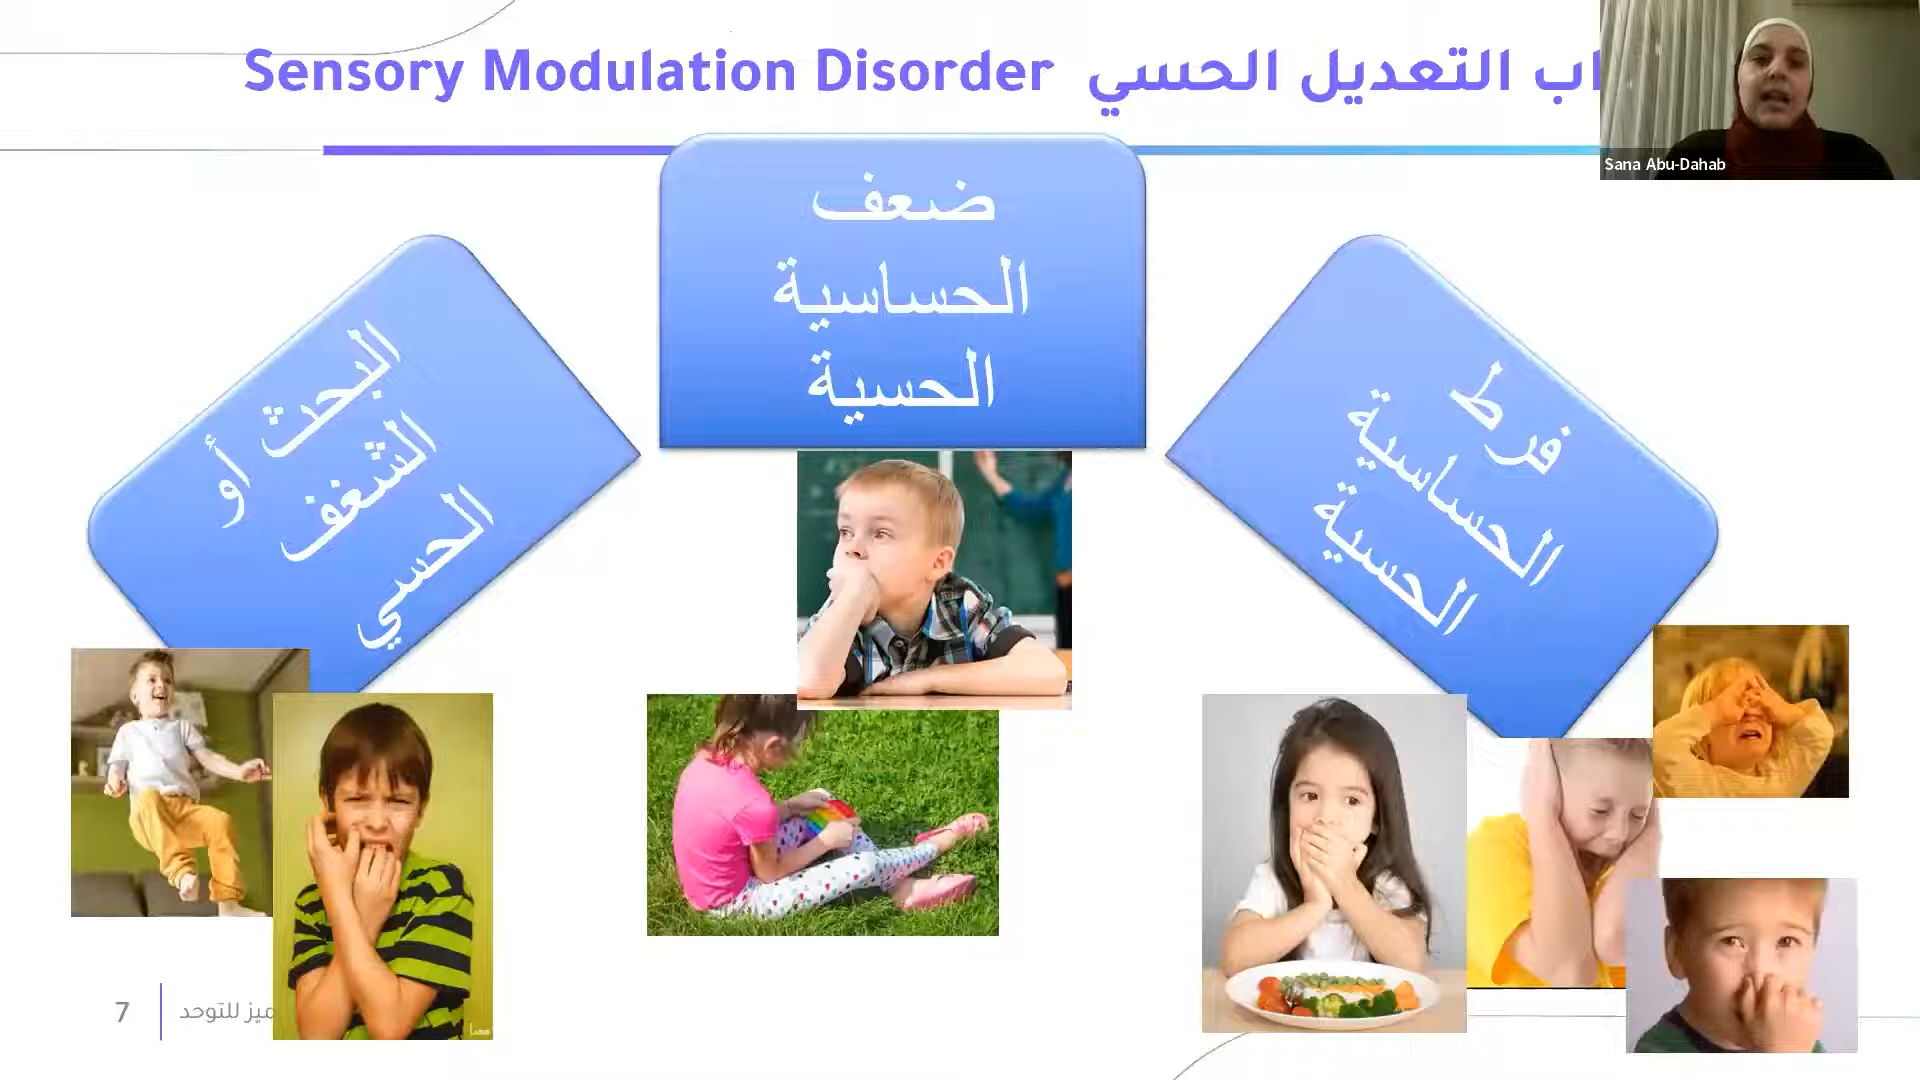 اب التعديل الحسي Sensory Modulation Disorder
Sana Abu-Dahab
فرط
الحساسية
الحسية
ضعف
الحساسية
الحسية
البحث أو
الشغف
الحسي
ميز للتوحد
7